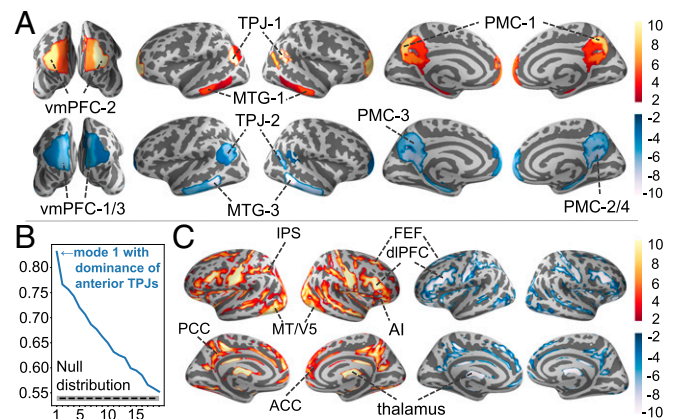 A
TPJ-1
PMC-1
vmPFC-2
MTG-1
10
8
6
4
2
TPJ-2
PMC-3
vmPFC-1/3
MTG-3
PMC-2/4
-2
-4
-6
-8
-10
B
←mode 1 with
dominance of
anterior TPJs
0.80
0.75
0.70
0.65
0.60
0.55
Null
distribution
1 5 10 15
C
IPS
FEF
dlPFC
MT/V5
AI
PCC
ACC
thalamus
10
8
6
4
2
-2
-4
-6
-8
-10